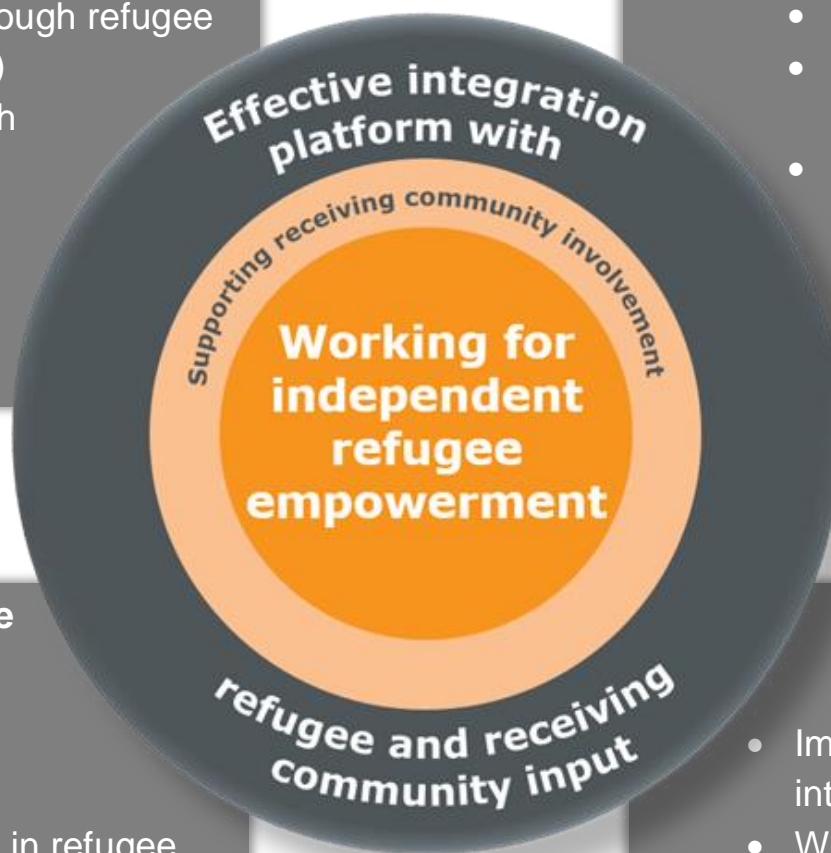 ough refugee
)
h
Effective integration
platform with
Supporting receiving community involvement
Working for
independent
refugee
empowerment
refugee and receiving
community input
e
in refugee
• Im
int
• W